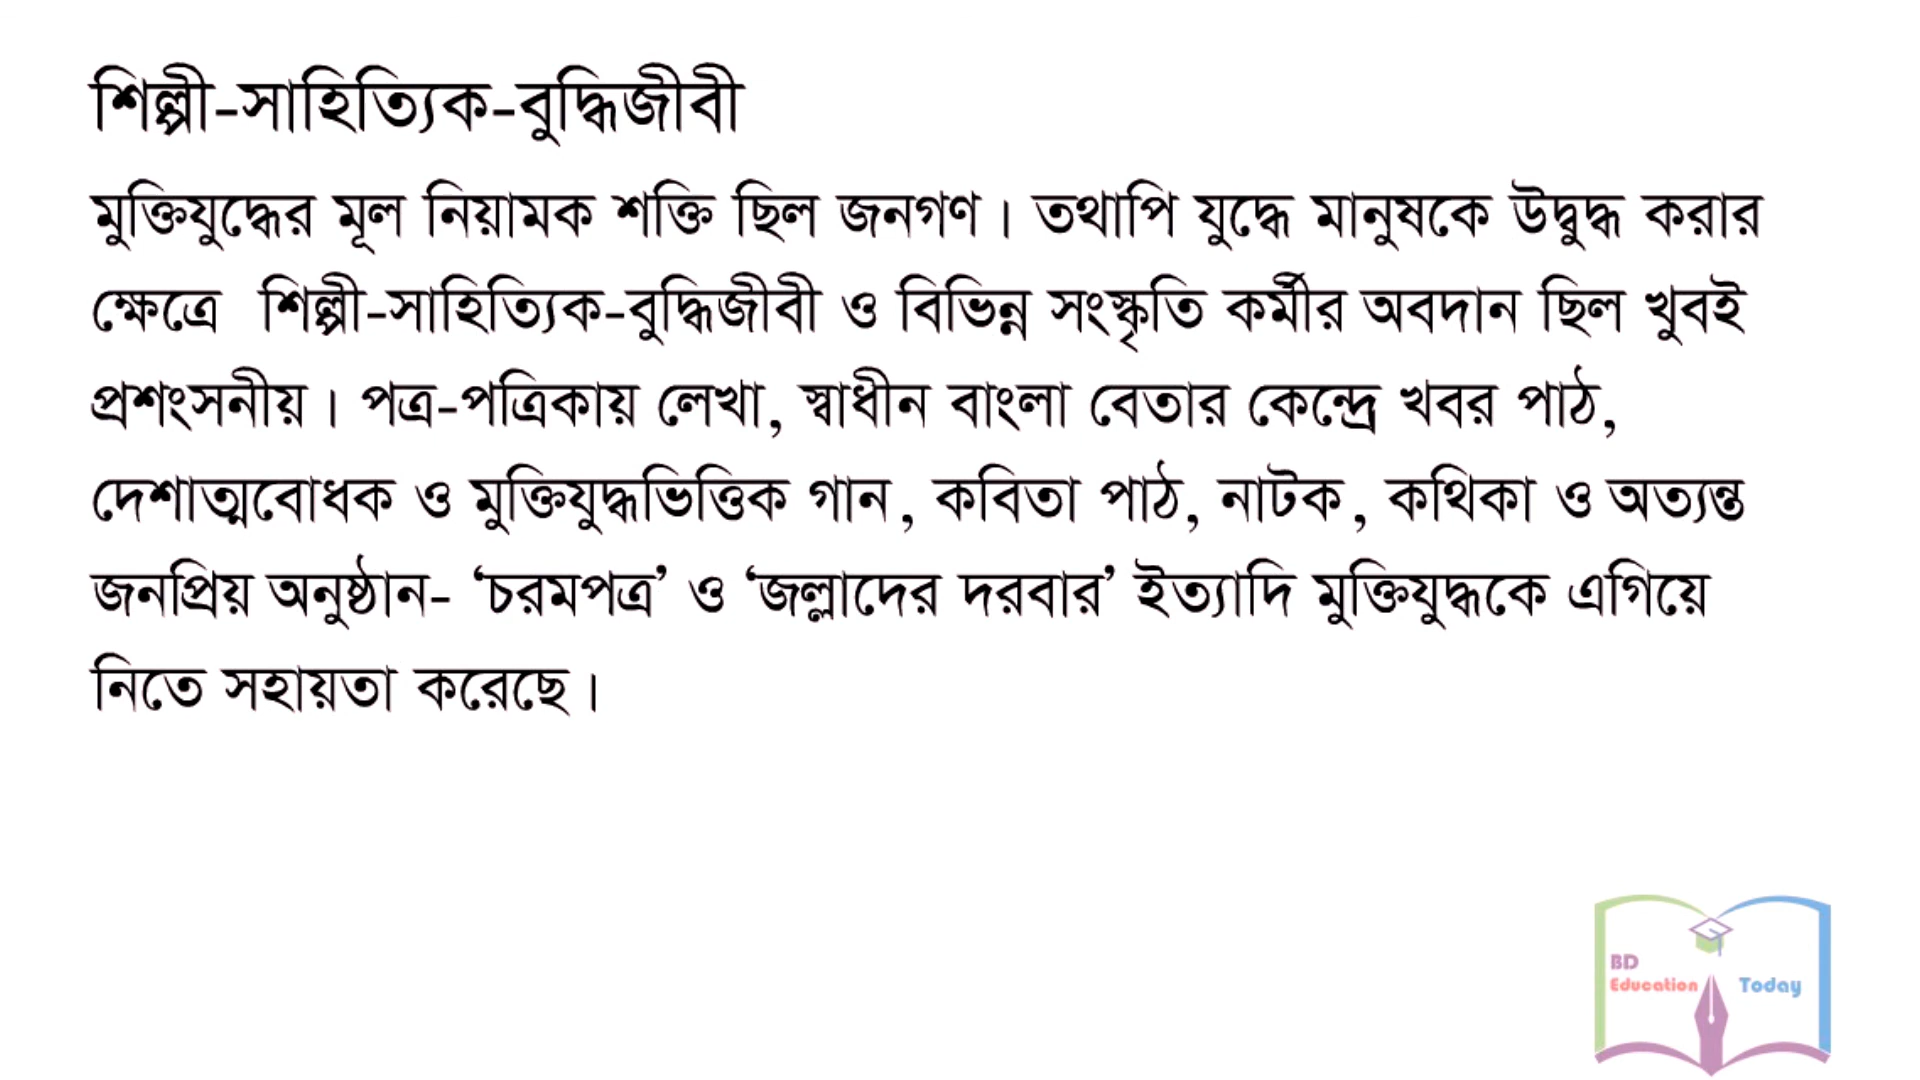 শিল্পী-সাহিত্যিক-বুদ্ধিজীবী
মুক্তিযুদ্ধের মূল নিয়ামক শক্তি ছিল জনগণ। তথাপি যুদ্ধে মানুষকে উদ্বুদ্ধ করার
ক্ষেত্রে শিল্পী-সাহিত্যিক-বুদ্ধিজীবী ও বিভিন্ন সংস্কৃতি কর্মীর অবদান ছিল খুবই
প্রশংসনীয়। পত্র-পত্রিকায় লেখা, স্বাধীন বাংলা বেতার কেন্দ্রে খবর পাঠ,
দেশাত্মবোধক ও মুক্তিযুদ্ধভিত্তিক গান, কবিতা পাঠ, নাটক, কথিকা ও অত্যন্ত
জনপ্রিয় অনুষ্ঠান- ‘চরমপত্র’ ও ‘জল্লাদের দরবার’ ইত্যাদি মুক্তিযুদ্ধকে এগিয়ে
নিতে সহায়তা করেছে।
BD
Education Today